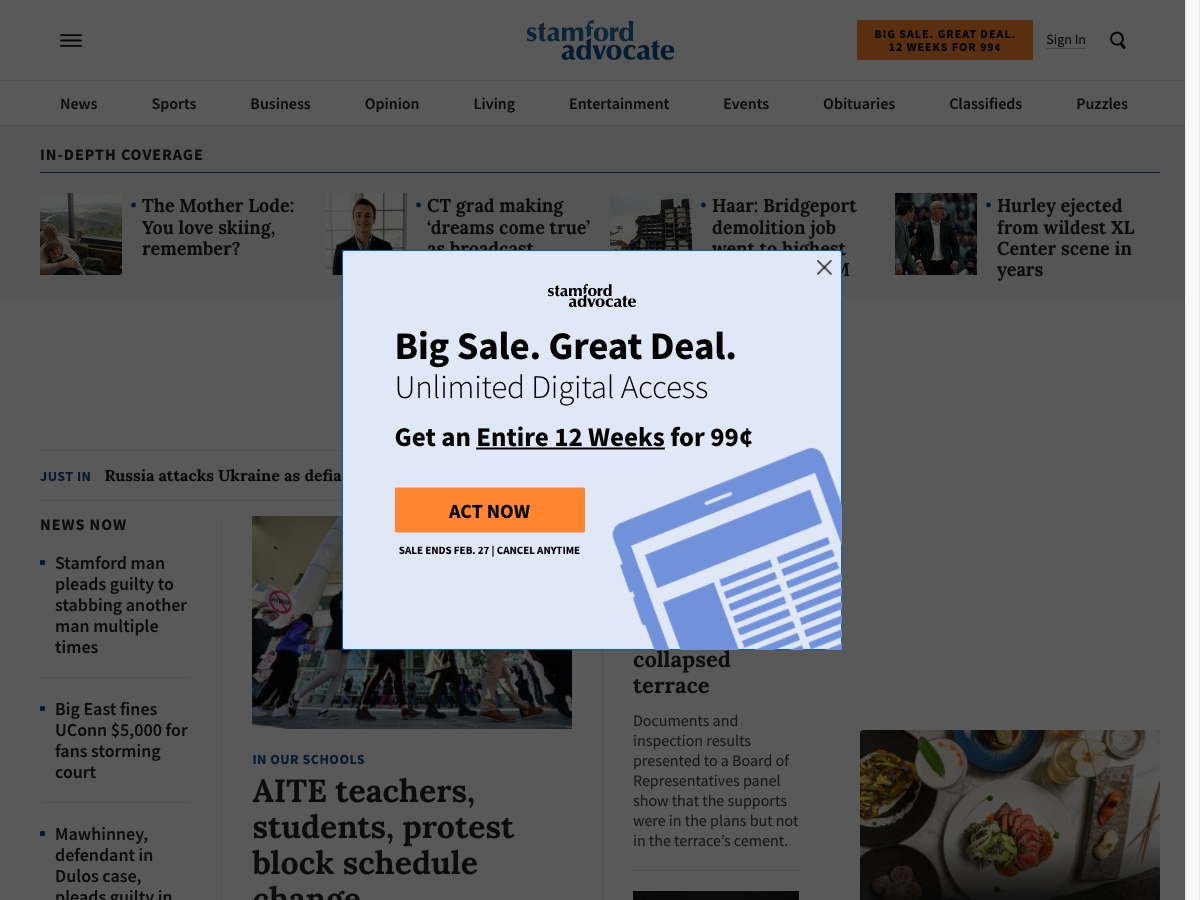 stamford
advocate
BIG SALE. GREAT DEAL.
12 WEEKS FOR 99¢
Sign In
News
Sports
Business
Opinion
Living
Entertainment
Events
Obituaries
Classifieds
Puzzles
IN-DEPTH COVERAGE
The Mother Lode:
You love skiing,
remember?
CT grad making
‘dreams come true’
as broadcast
Haar: Bridgeport
demolition job
went to highest
M
Hurley ejected
from wildest XL
Center scene in
years
stamford
advocate
Big Sale. Great Deal.
Unlimited Digital Access
Get an Entire 12 Weeks for 99¢
ACT NOW
SALE ENDS FEB. 27 | CANCEL ANYTIME
JUST IN
Russia attacks Ukraine as defia
NEWS NOW
Stamford man
pleads guilty to
stabbing another
man multiple
times
Big East fines
UConn $5,000 for
fans storming
court
Mawhinney,
defendant in
Dulos case,
pleads guilty in
IN OUR SCHOOLS
AITE teachers,
students, protest
block schedule
change
collapsed
terrace
Documents and
inspection results
presented to a Board of
Representatives panel
show that the supports
were in the plans but not
in the terrace’s cement.